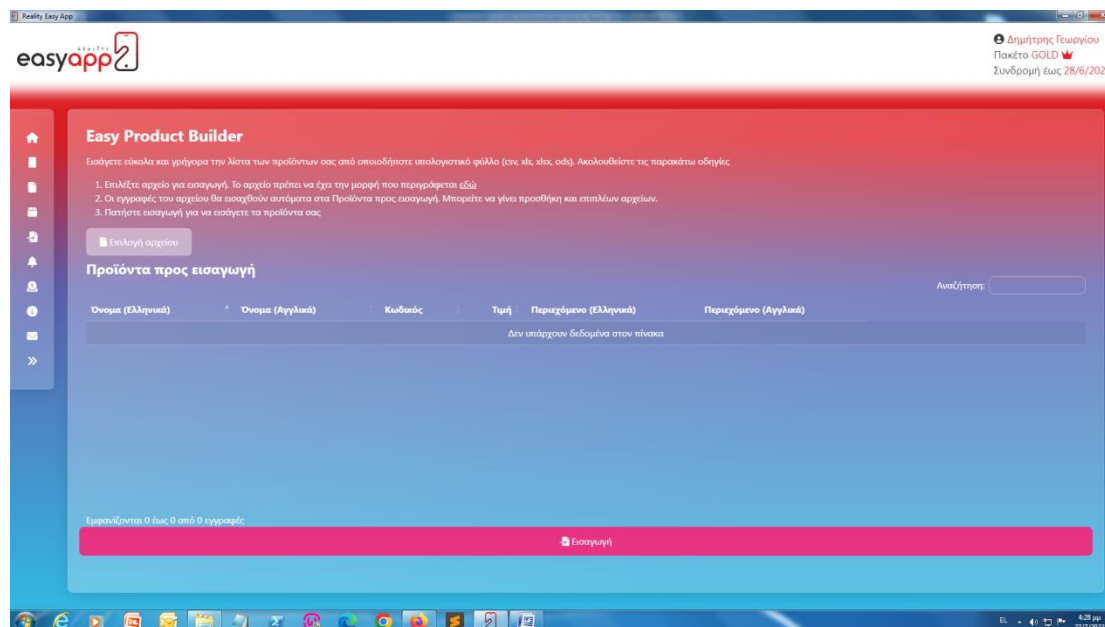 Reality Easy App
REALITY
easyapp2
Δημήτρης Γεωργίου
Πακέτο GOLD
Συνδρομή έως 28/6/202
Easy Product Builder
Εισάγετε εύκολα και γρήγορα την λίστα των προϊόντων σας από οποιοδήποτε υπολογιστικό φύλλο (csv, xls, xlsx, ods). Ακολουθείστε τις παρακάτω οδηγίες
1. Επιλέξτε αρχείο για εισαγωγή. Το αρχείο πρέπει να έχει την μορφή που περιγράφεται εδώ
2. Οι εγγραφές του αρχείου θα εισαχθούν αυτόματα στα Προϊόντα προς εισαγωγή. Μπορείτε να γίνει προσθήκη και επιπλέων αρχείων.
3. Πατήστε εισαγωγή για να εισάγετε τα προϊόντα σας
Επιλογή αρχείου
Προϊόντα προς εισαγωγή
Αναζήτηση:
Όνομα (Ελληνικά) Όνομα (Αγγλικά) Κωδικός Τιμή Περιεχόμενο (Ελληνικά) Περιεχόμενο (Αγγλικά)
Δεν υπάρχουν δεδομένα στον πίνακα
Εμφανίζονται 0 έως 0 από 0 εγγραφές
Εισαγωγή
EL
4:28 μμ